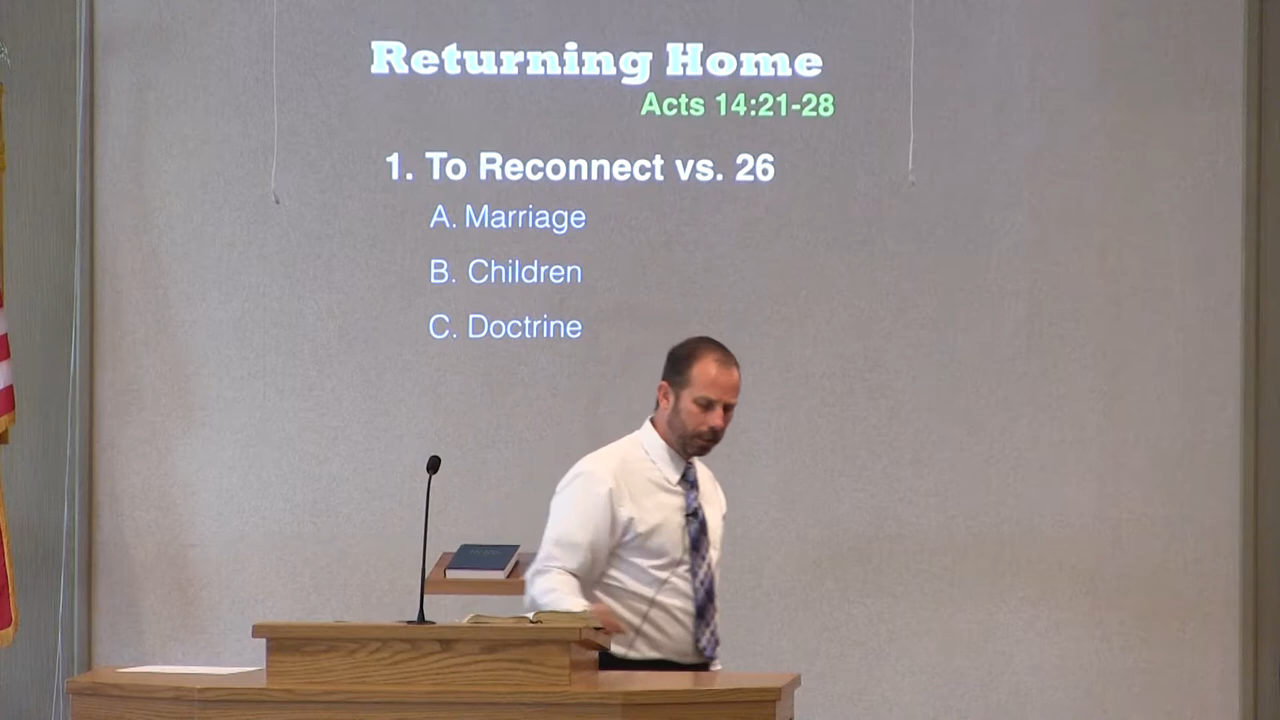 Returning Home
Acts 14:21-28
1. To Reconnect vs. 26
A. Marriage
B. Children
C. Doctrine